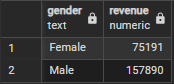 gender revenue
text numeric
1 Female 75191
2 Male 157890